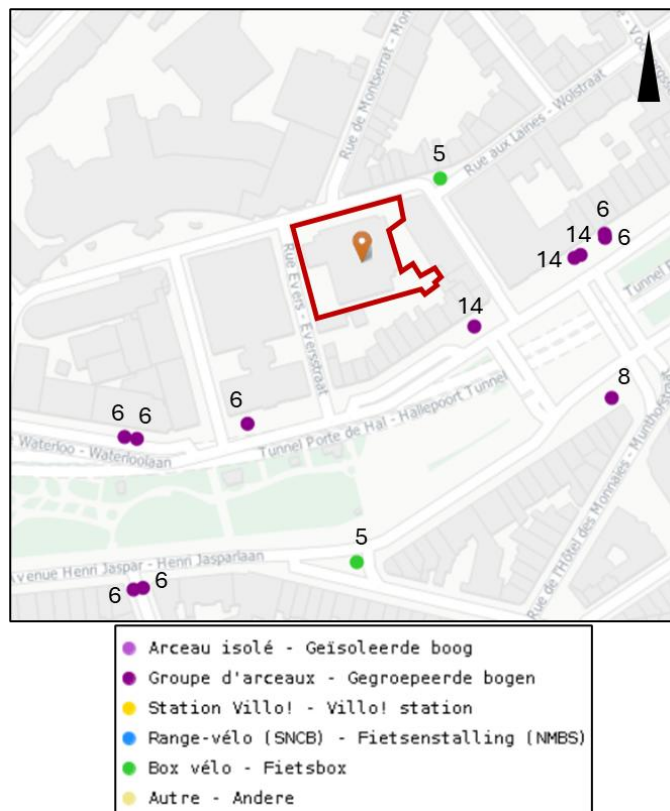 Rue de Montserrat - Mon
Rue aux Laines - Wolstraat
5
Rue Evers - Eversstraat
6
14
6
14
14
Tunnel P
8
6
6
6
Tunnel Porte de Hal - Hallepoort Tunnel
Waterloo - Waterloolaan
5
Avenue Henri Jaspar - Henri Jasparlaan
6
6
Rue de l'Hôtel des Monnaies - Munthofstraat
Arceau isolé - Geïsoleerde boog
Groupe d'arceaux - Gegroepeerde bogen
Station Villo! - Villo! station
Range-vélo (SNCB) - Fietsenstalling (NMBS)
Box vélo - Fietsbox
Autre - Andere